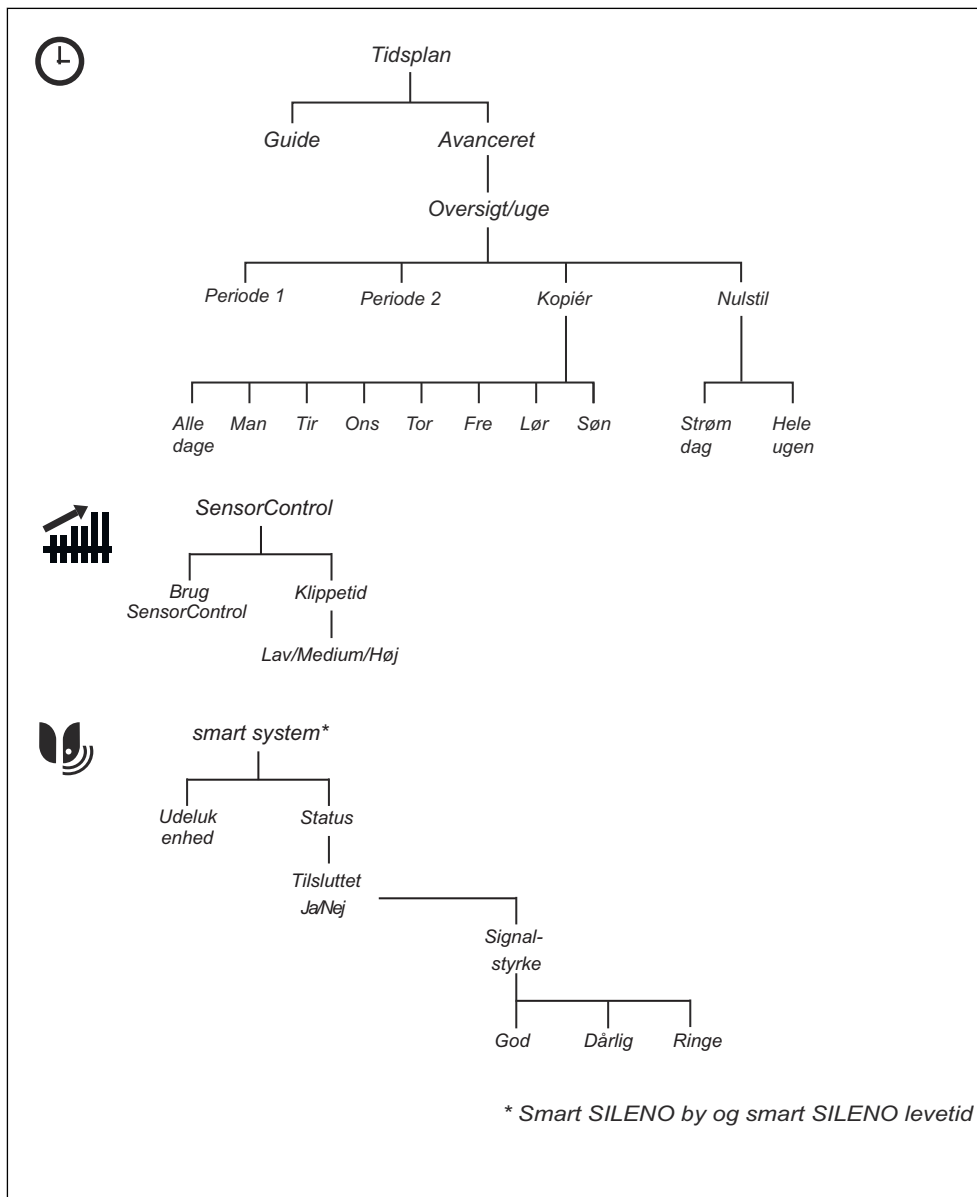 Tidsplan
Guide
Avanceret
Oversigt/uge
Periode 1
Periode 2
Kopiér
Nulstil
Alle
dage
Man
Tir
Ons
Tor
Fre
Lør
Søn
Strøm
dag
Hele
ugen
SensorControl
Brug
SensorControl
Klippetid
Lav/Medium/Høj
smart system*
Udeluk
enhed
Status
Tilsluttet
Ja/Nej
Signal-
styrke
God
Dårlig
Ringe
* Smart SILENO by og smart SILENO levetid